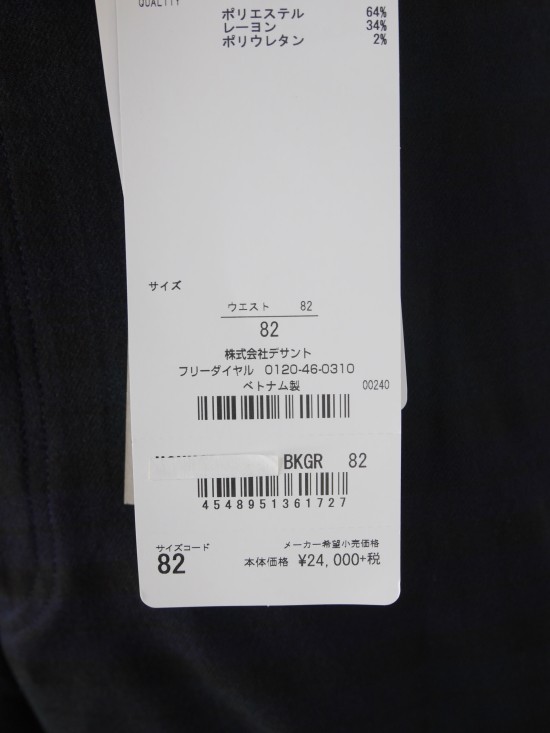 QUALITY
ポリエステル 64%
レーヨン 34%
ポリウレタン 2%
サイズ
ウエスト 82
82
株式会社デサント
フリーダイヤル 0120-46-0310
ベトナム製 00240
BKGR 82
4548951361727
サイズコード
82
メーカー希望小売価格
本体価格 ¥24,000+税